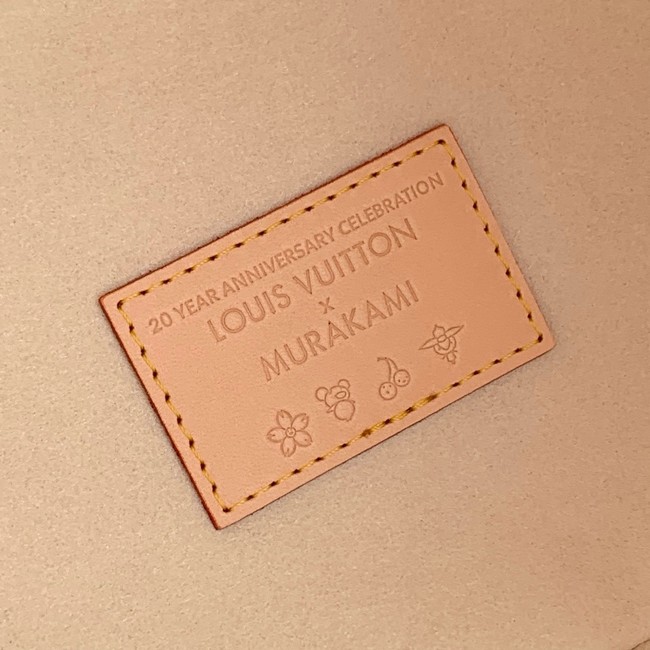 20 YEAR ANNIVERSARY CELEBRATION
LOUIS VUITTON
x
MURAKAMI